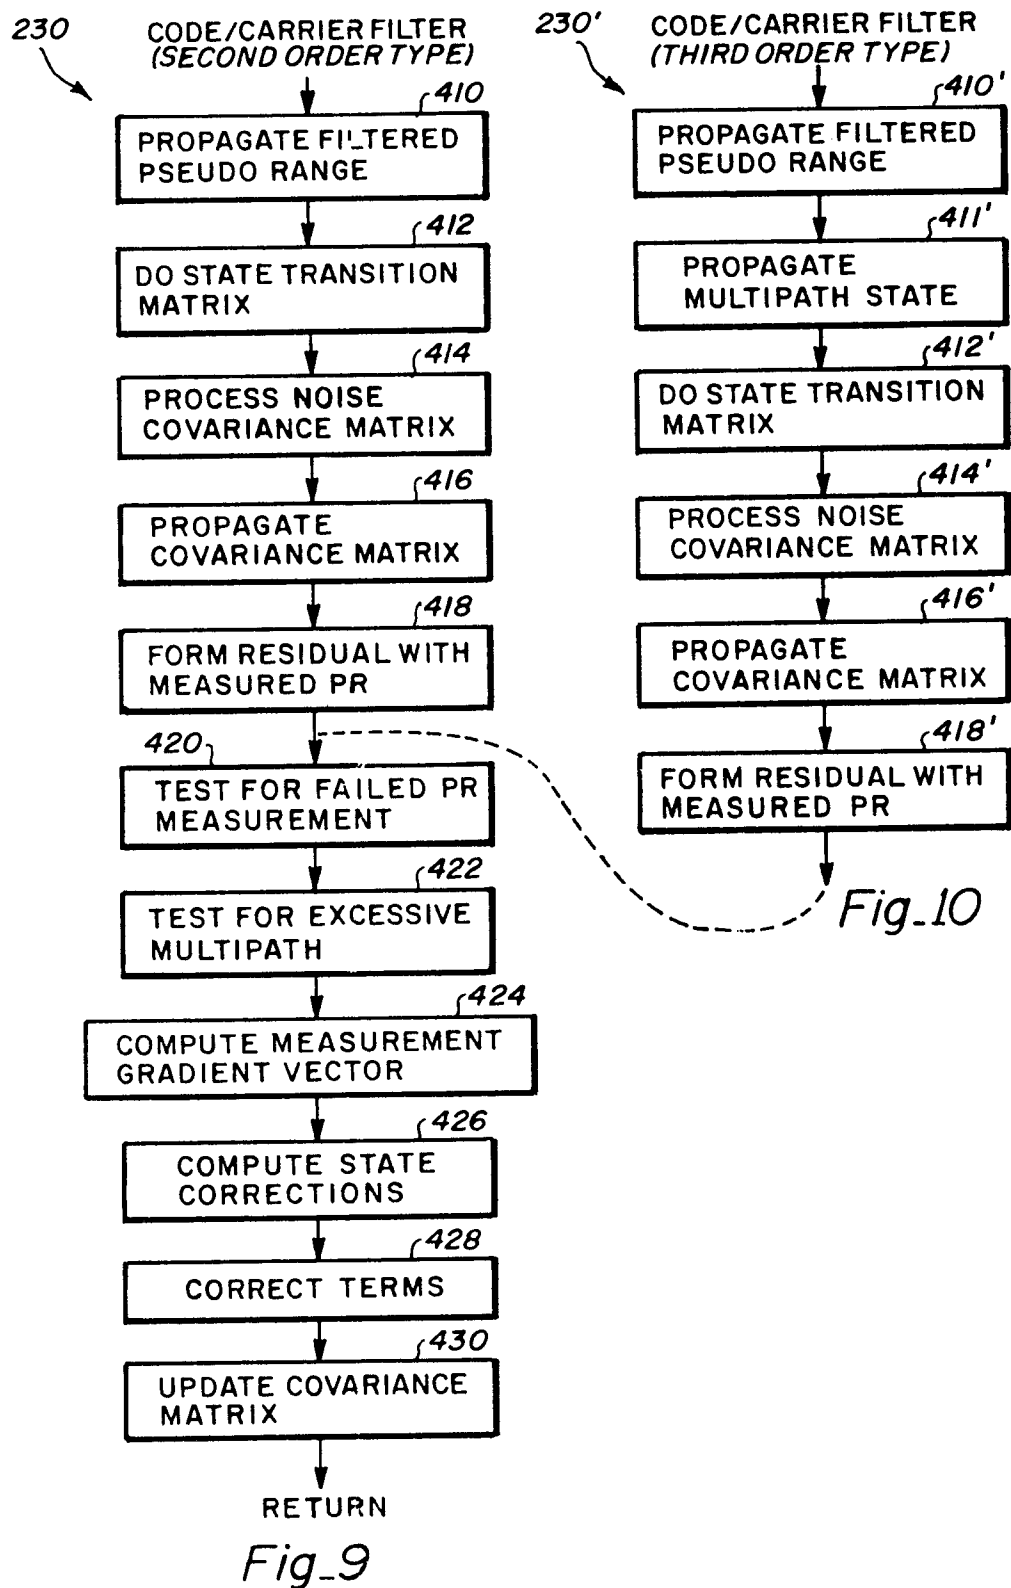 230
CODE/CARRIER FILTER
(SECOND ORDER TYPE)
410
PROPAGATE FILTERED
PSEUDO RANGE
412
DO STATE TRANSITION
MATRIX
414
PROCESS NOISE
COVARIANCE MATRIX
416
PROPAGATE
COVARIANCE MATRIX
418
FORM RESIDUAL WITH
MEASURED PR
420
TEST FOR FAILED PR
MEASUREMENT
422
TEST FOR EXCESSIVE
MULTIPATH
424
COMPUTE MEASUREMENT
GRADIENT VECTOR
426
COMPUTE STATE
CORRECTIONS
428
CORRECT TERMS
430
UPDATE COVARIANCE
MATRIX
RETURN
Fig_9
230'
CODE/CARRIER FILTER
(THIRD ORDER TYPE)
410'
PROPAGATE FILTERED
PSEUDO RANGE
411'
PROPAGATE
MULTIPATH STATE
412'
DO STATE TRANSITION
MATRIX
414'
PROCESS NOISE
COVARIANCE MATRIX
416'
PROPAGATE
COVARIANCE MATRIX
418'
FORM RESIDUAL WITH
MEASURED PR
Fig_10